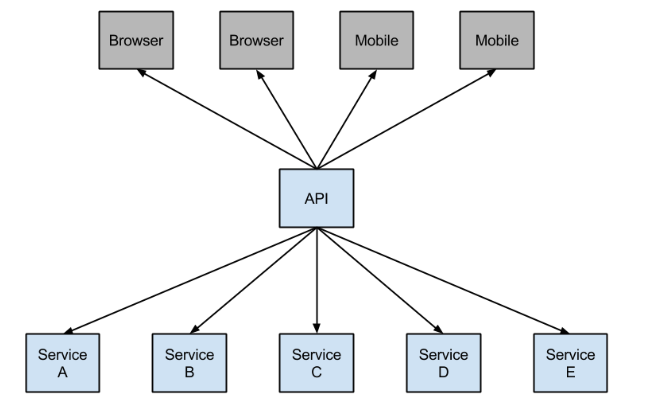 Browser
Browser
Mobile
Mobile
API
Service
A
Service
B
Service
C
Service
D
Service
E